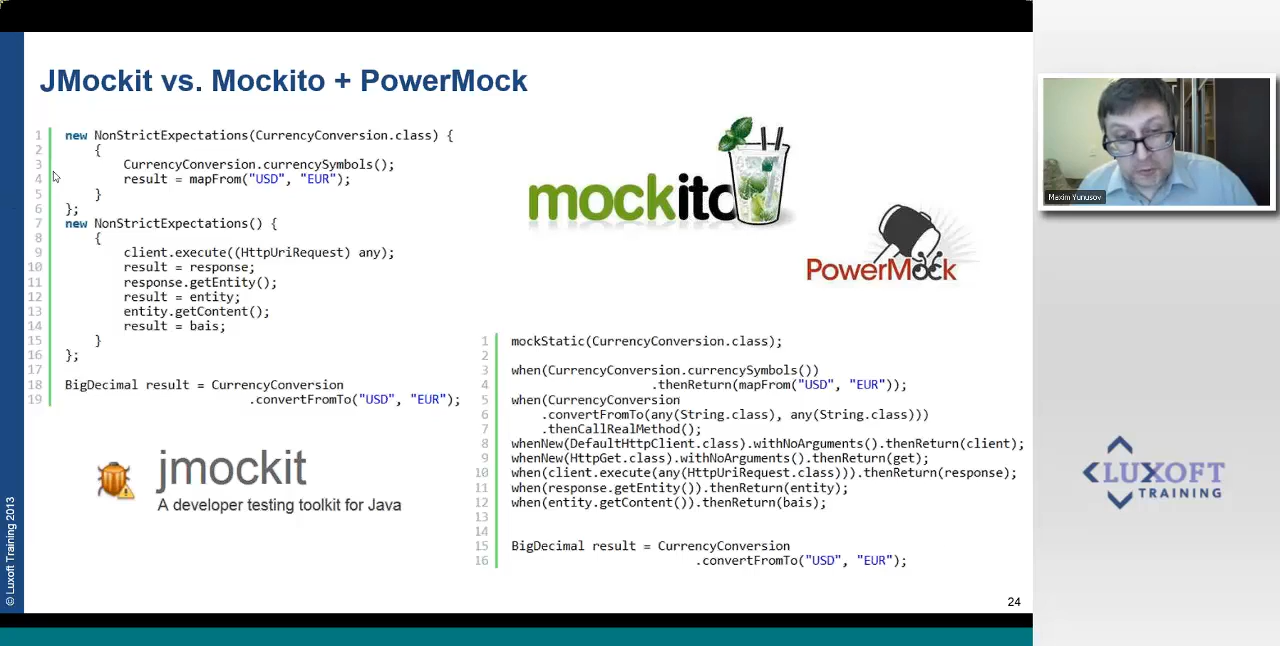 JMockit vs. Mockito + PowerMock
1 new NonStrictExpectations(CurrencyConversion.class) {
2 {
3 CurrencyConversion.currencySymbols();
4 result = mapFrom("USD", "EUR");
5 }
6 };
7 new NonStrictExpectations() {
8 {
9 client.execute((HttpUriRequest) any);
10 result = response;
11 response.getEntity();
12 result = entity;
13 entity.getContent();
14 result = bais;
15 }
16 };
17
18 BigDecimal result = CurrencyConversion
19 .convertFromTo("USD", "EUR");
mockito
PowerMock
jmockit
A developer testing toolkit for Java
1 mockStatic(CurrencyConversion.class);
2
3 when(CurrencyConversion.currencySymbols())
4 .thenReturn(mapFrom("USD", "EUR"));
5 when(CurrencyConversion
6 .convertFromTo(any(String.class), any(String.class)))
7 .thenCallRealMethod();
8 whenNew(DefaultHttpClient.class).withNoArguments().thenReturn(client);
9 whenNew(HttpGet.class).withNoArguments().thenReturn(get);
10 when(client.execute(any(HttpUriRequest.class))).thenReturn(response);
11 when(response.getEntity()).thenReturn(entity);
12 when(entity.getContent()).thenReturn(bais);
13
14
15 BigDecimal result = CurrencyConversion
16 .convertFromTo("USD", "EUR");
© Luxoft Training 2013
24
Maxim Yunusov
LUXOFT
TRAINING